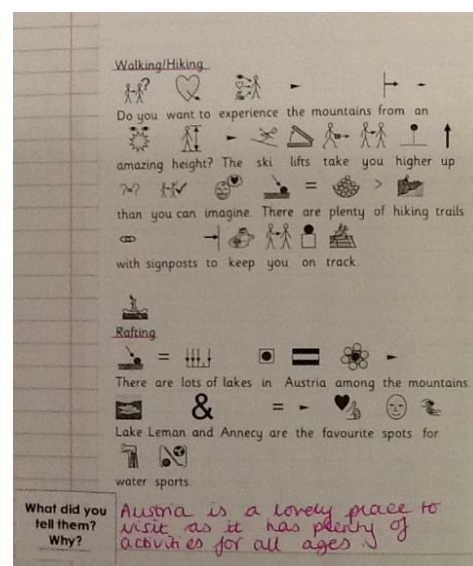 Walking/Hiking
Do you want to experience the mountains from an
amazing height? The ski lifts take you higher up
than you can imagine. There are plenty of hiking trails
with signposts to keep you on track.
Rafting
There are lots of lakes in Austria among the mountains.
&
Lake Leman and Annecy are the favourite spots for
water sports.
What did you
tell them?
Why?
Austria is a lovely place to
visit as it has plenty of
activities for all ages